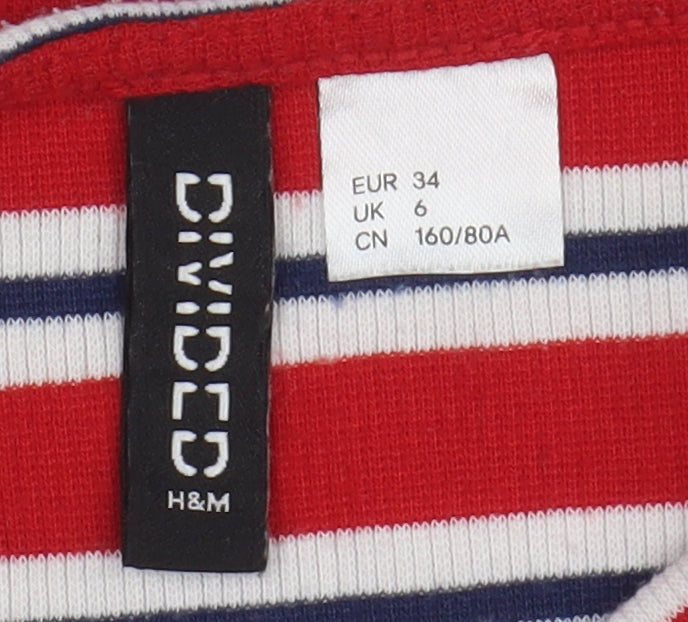 DIVIDED
H&M
EUR 34
UK 6
CN 160/80A